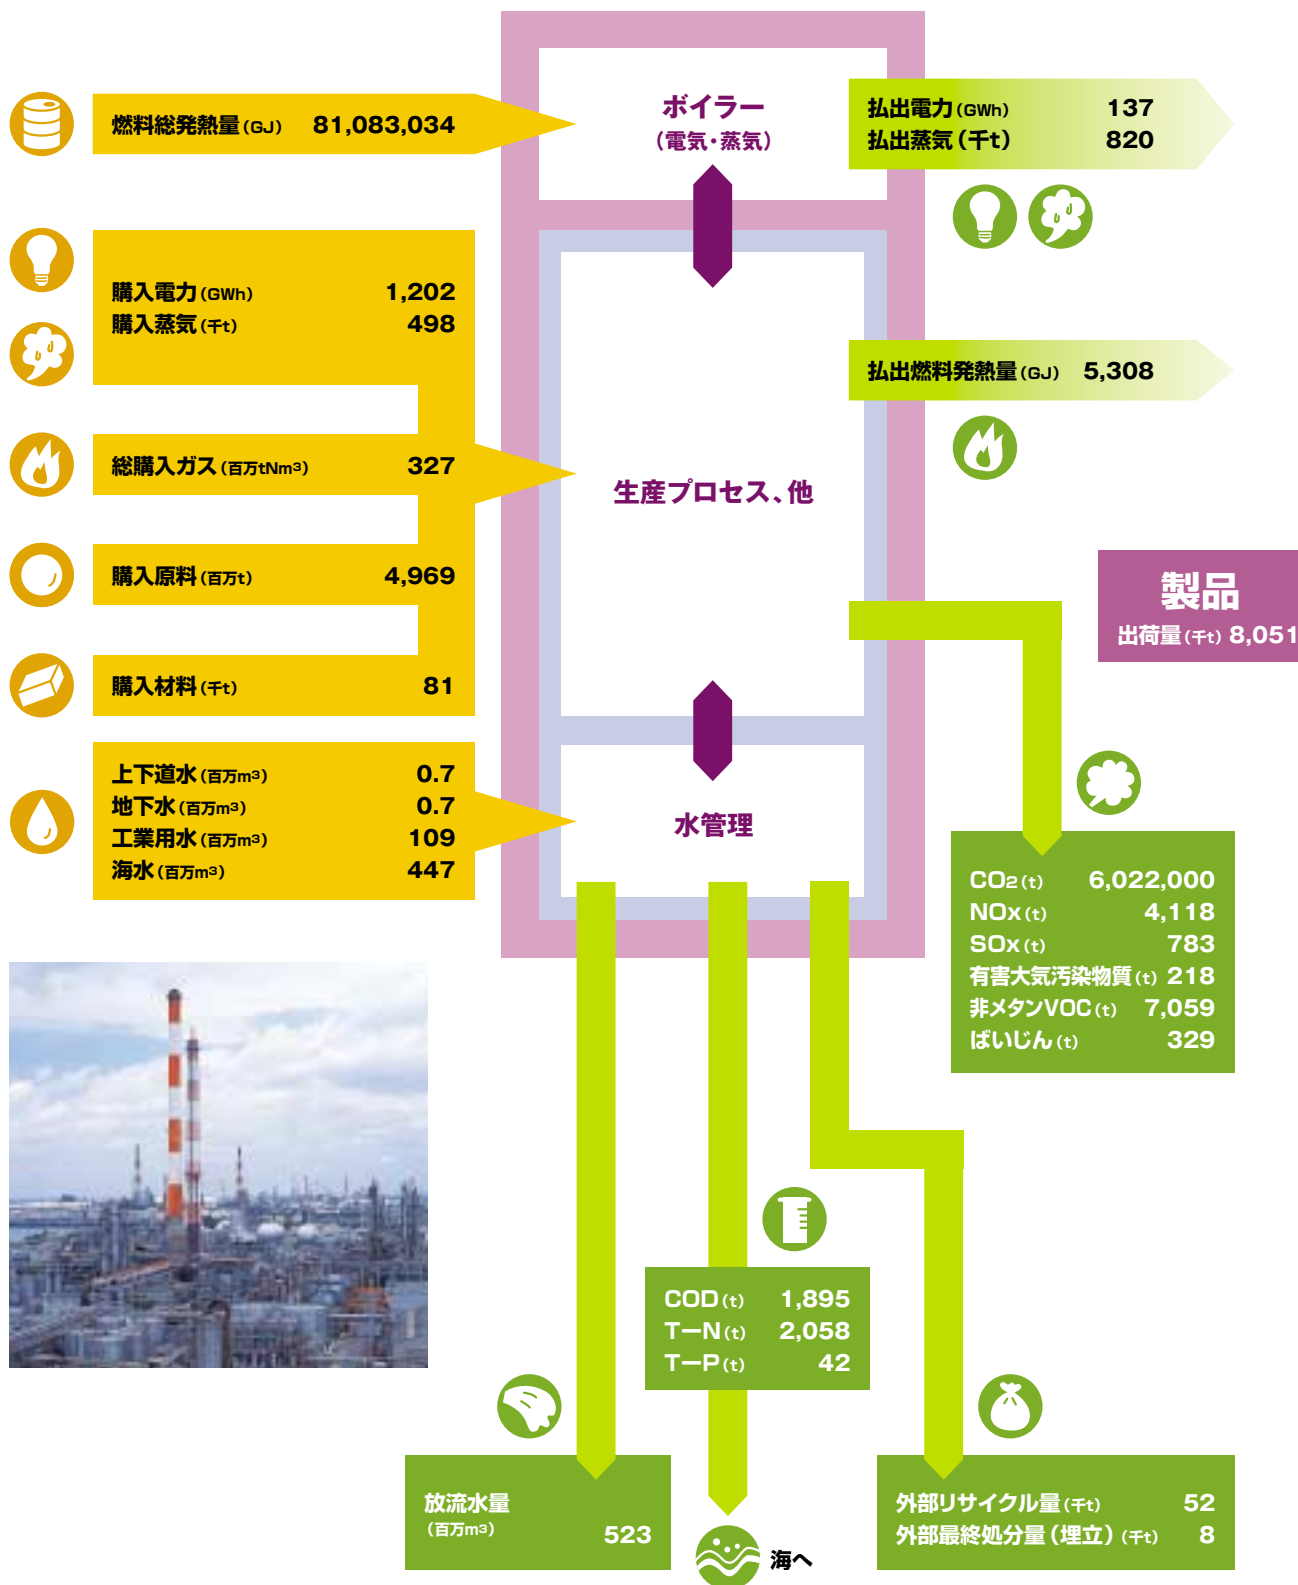 燃料総発熱量(GJ) 81,083,034
ボイラー
(電気・蒸気)
払出電力(GWh) 137
払出蒸気(千t) 820
購入電力(GWh) 1,202
購入蒸気(千t) 498
払出燃料発熱量(GJ) 5,308
総購入ガス(百万tNm³) 327
生産プロセス、他
購入原料(百万t) 4,969
製品
出荷量(千t) 8,051
購入材料(千t) 81
上下道水(百万m³) 0.7
地下水(百万m³) 0.7
工業用水(百万m³) 109
海水(百万m³) 447
水管理
CO₂(t) 6,022,000
NOx(t) 4,118
SOx(t) 783
有害大気汚染物質(t) 218
非メタンVOC(t) 7,059
ばいじん(t) 329
COD(t) 1,895
T−N(t) 2,058
T−P(t) 42
放流水量
(百万m³) 523
海へ
外部リサイクル量(千t) 52
外部最終処分量(埋立)(千t) 8